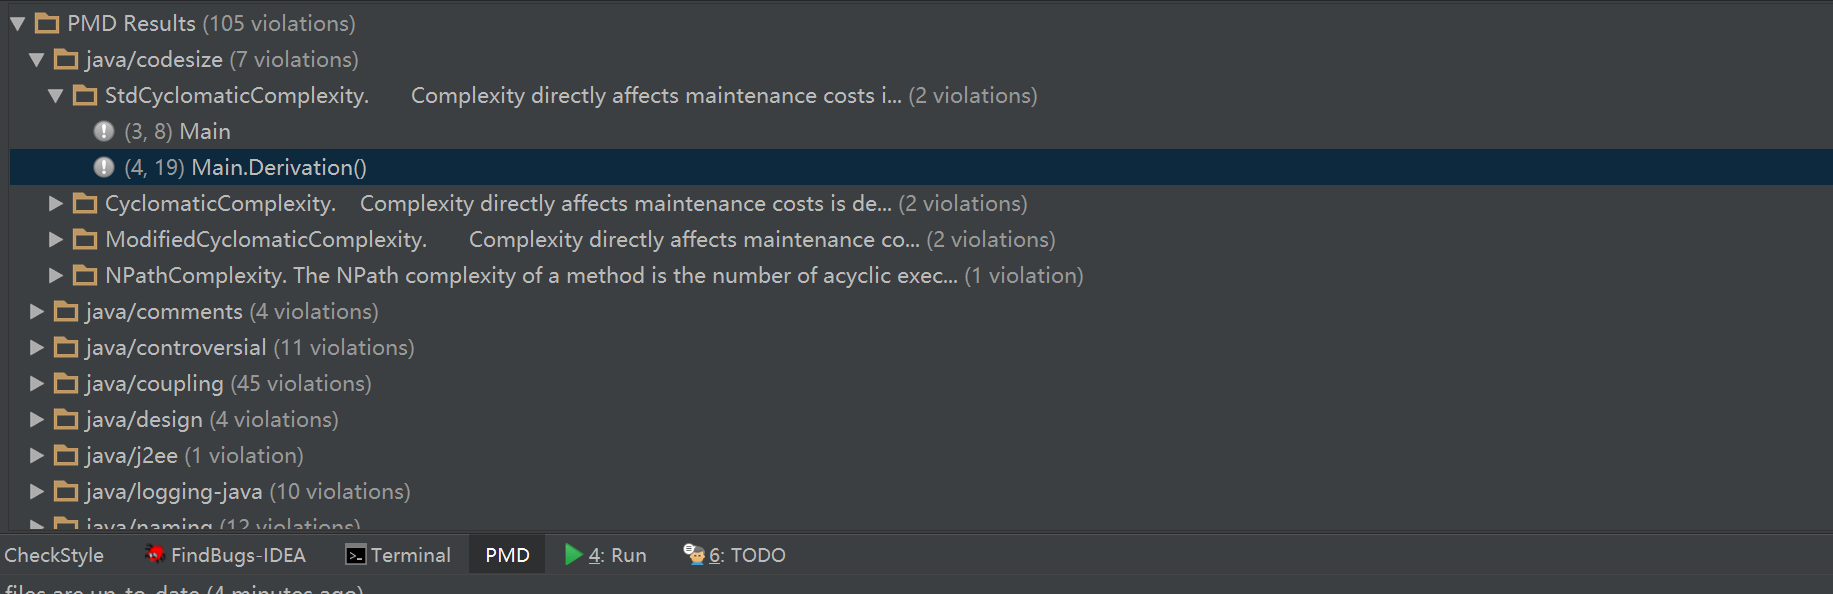 PMD Results (105 violations)
java/codesize (7 violations)
StdCyclomaticComplexity. Complexity directly affects maintenance costs i... (2 violations)
(3, 8) Main
(4, 19) Main.Derivation()
CyclomaticComplexity. Complexity directly affects maintenance costs is de... (2 violations)
ModifiedCyclomaticComplexity. Complexity directly affects maintenance co... (2 violations)
NPathComplexity. The NPath complexity of a method is the number of acyclic exec... (1 violation)
java/comments (4 violations)
java/controversial (11 violations)
java/coupling (45 violations)
java/design (4 violations)
java/j2ee (1 violation)
java/logging-java (10 violations)
java/naming (12 violations)
CheckStyle FindBugs-IDEA Terminal PMD 4: Run 6: TODO
files are up-to-date (4 minutes ago)